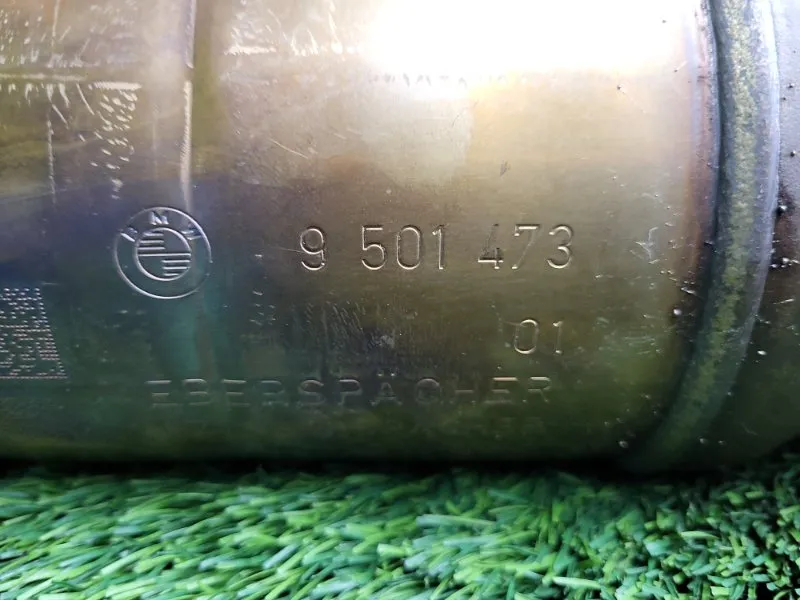 BMW
9 501 473
01
EBERSPÄCHER